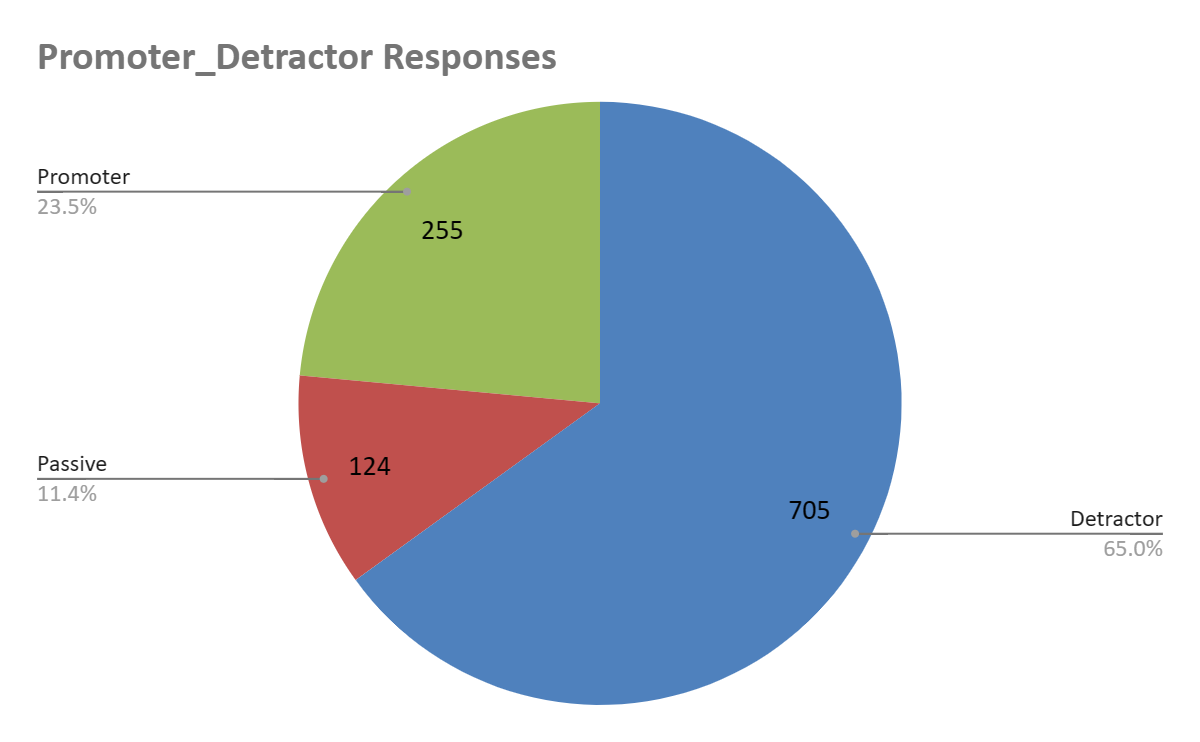 Promoter_Detractor Responses
Promoter
23.5%
255
Passive
11.4%
124
705
Detractor
65.0%